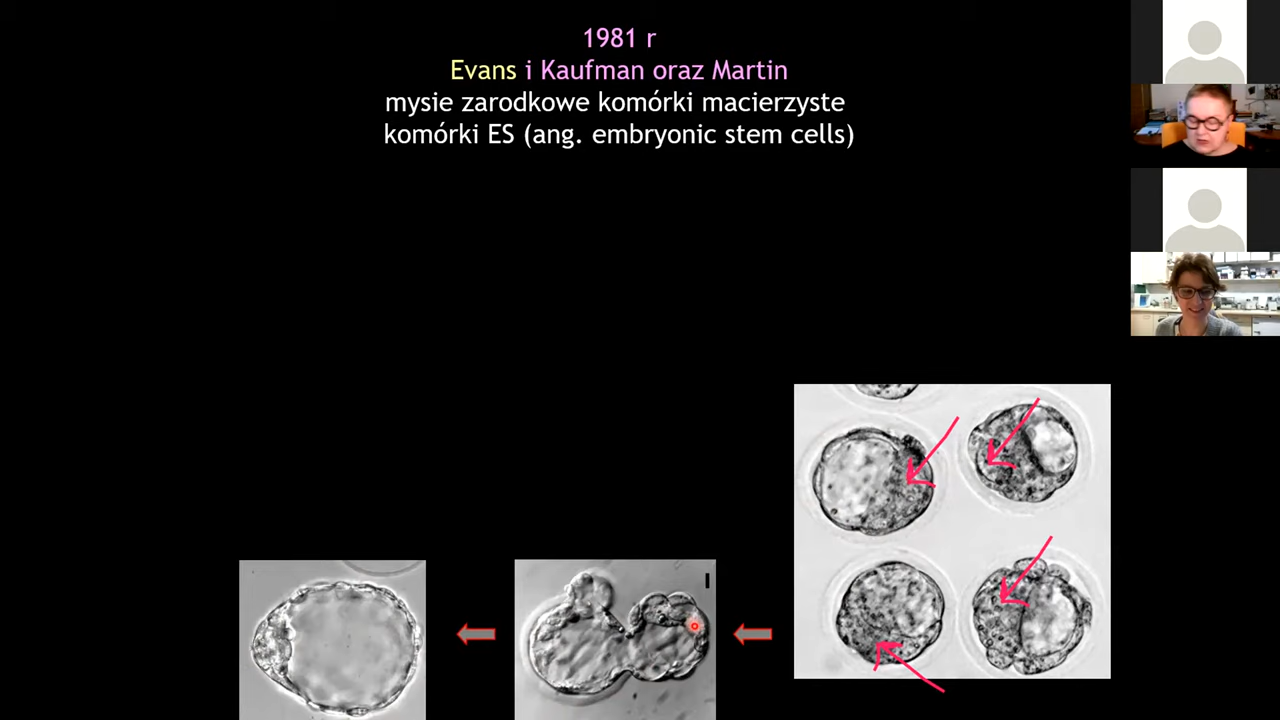 1981 r
Evans i Kaufman oraz Martin
mysie zarodkowe komórki macierzyste
komórki ES (ang. embryonic stem cells)